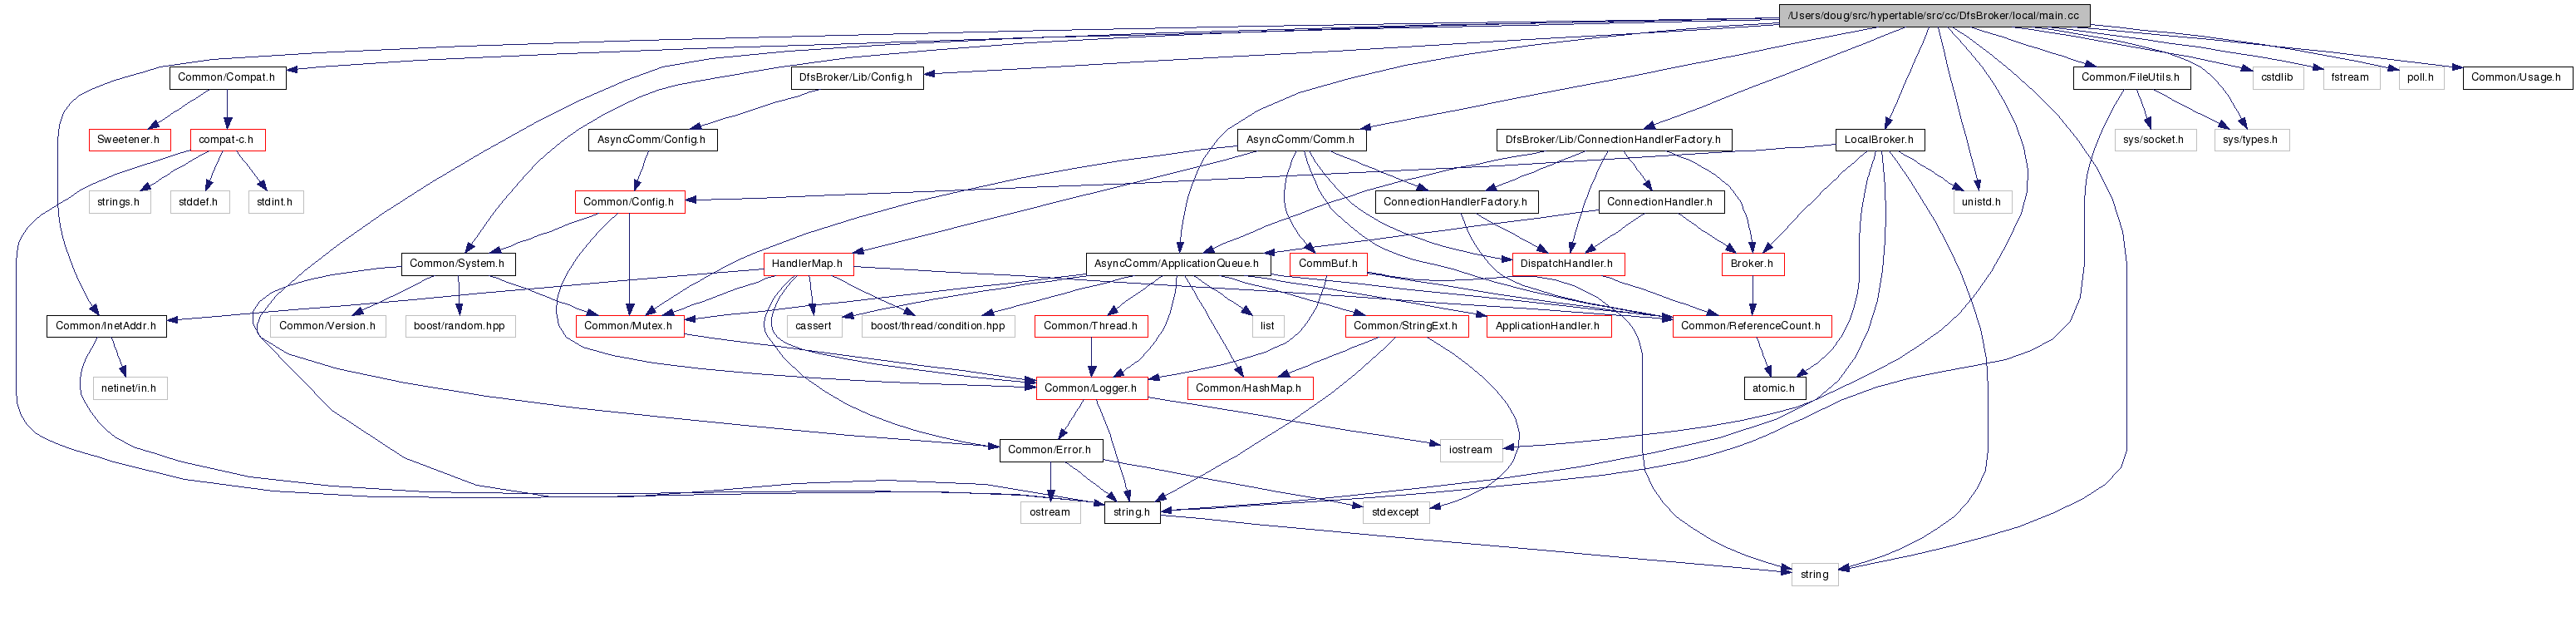 /Users/doug/src/hypertable/src/cc/DfsBroker/local/main.cc
Common/Compat.h
DfsBroker/Lib/Config.h
Common/FileUtils.h
cstdlib
fstream
poll.h
Common/Usage.h
Sweetener.h
compat-c.h
AsyncComm/Config.h
AsyncComm/Comm.h
DfsBroker/Lib/ConnectionHandlerFactory.h
LocalBroker.h
sys/socket.h
sys/types.h
strings.h
stddef.h
stdint.h
Common/Config.h
ConnectionHandlerFactory.h
ConnectionHandler.h
unistd.h
Common/System.h
HandlerMap.h
AsyncComm/ApplicationQueue.h
CommBuf.h
DispatchHandler.h
Broker.h
Common/InetAddr.h
Common/Version.h
boost/random.hpp
Common/Mutex.h
cassert
boost/thread/condition.hpp
Common/Thread.h
list
Common/StringExt.h
ApplicationHandler.h
Common/ReferenceCount.h
netinet/in.h
Common/Logger.h
Common/HashMap.h
atomic.h
Common/Error.h
iostream
ostream
string.h
stdexcept
string